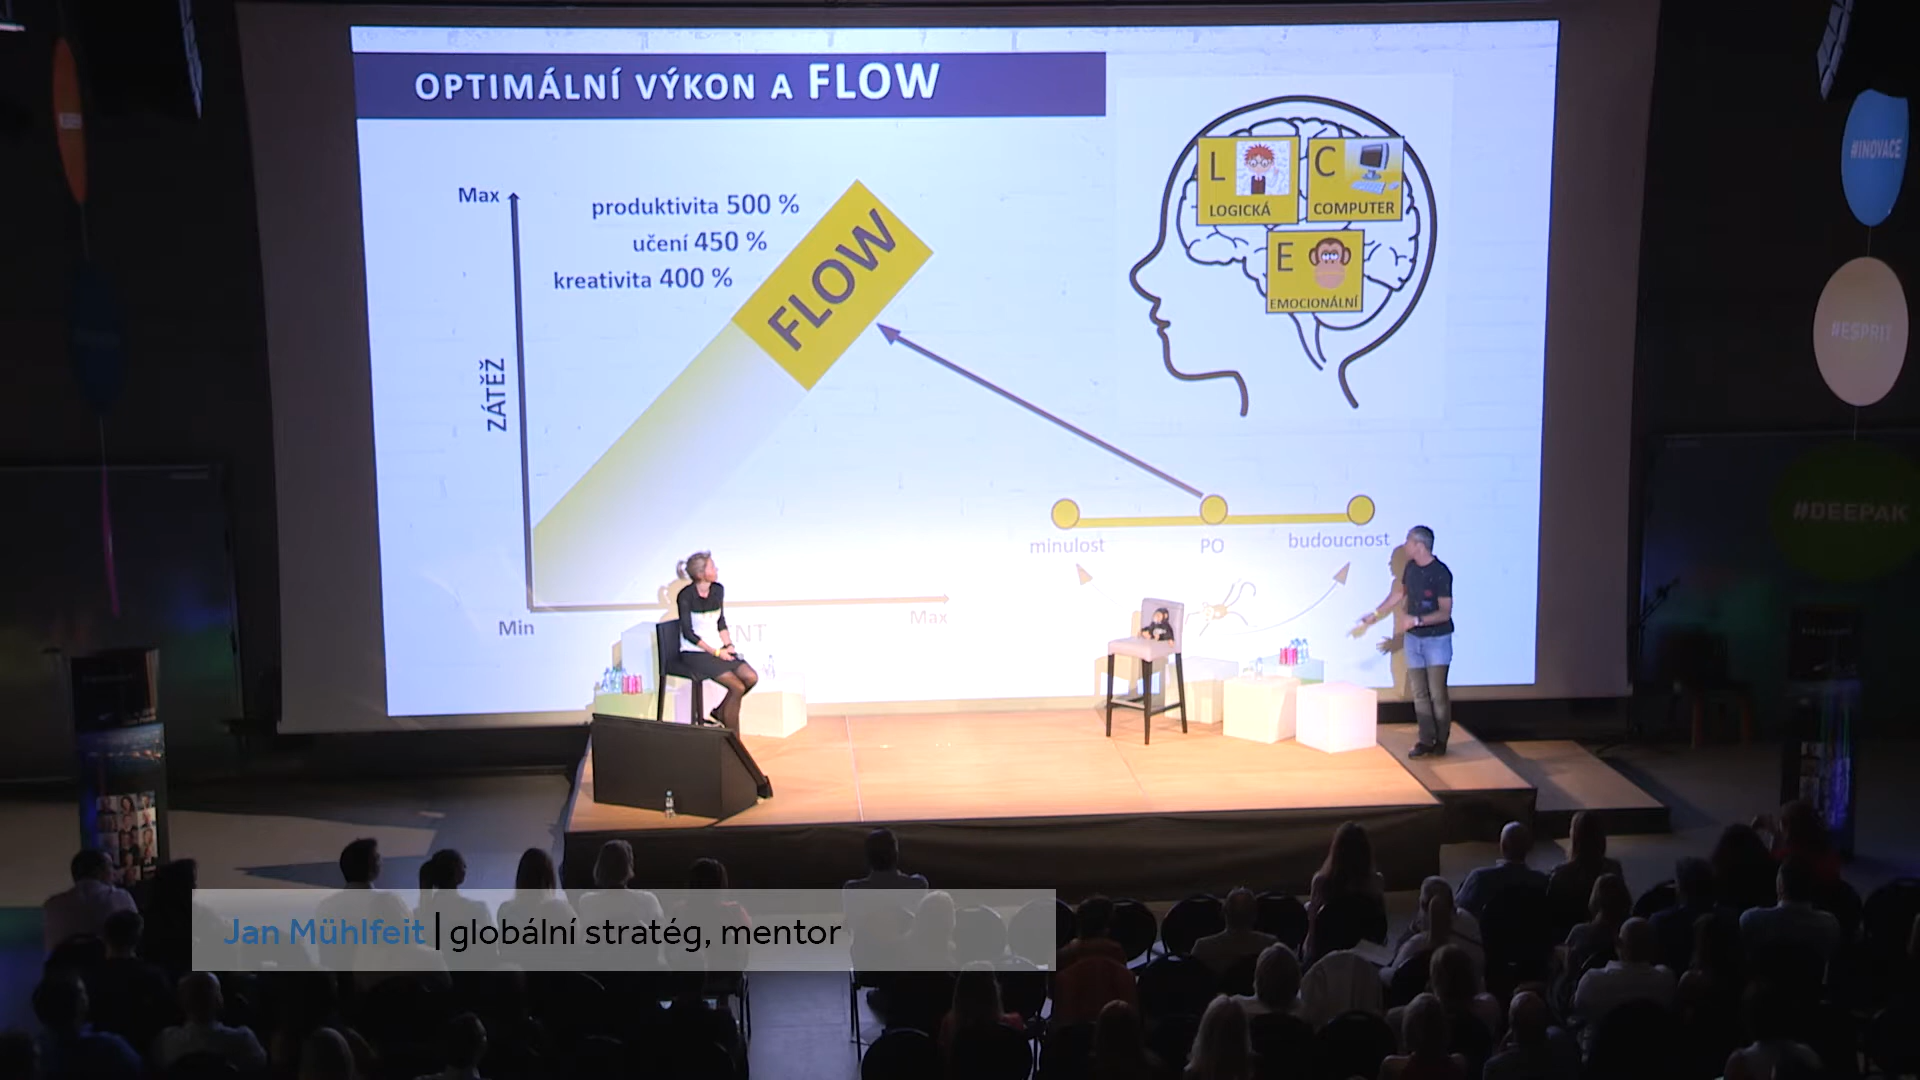 OPTIMÁLNÍ VÝKON A FLOW
Max
produktivita 500 %
učení 450 %
kreativita 400 %
FLOW
ZÁTĚŽ
Min
Max
L
LOGICKÁ
C
COMPUTER
E
EMOCIONÁLNÍ
minulost
PO
budoucnost
#INOVACE
#ESPRIT
#DEEPAK
Jan Mühlfeit | globální stratég, mentor